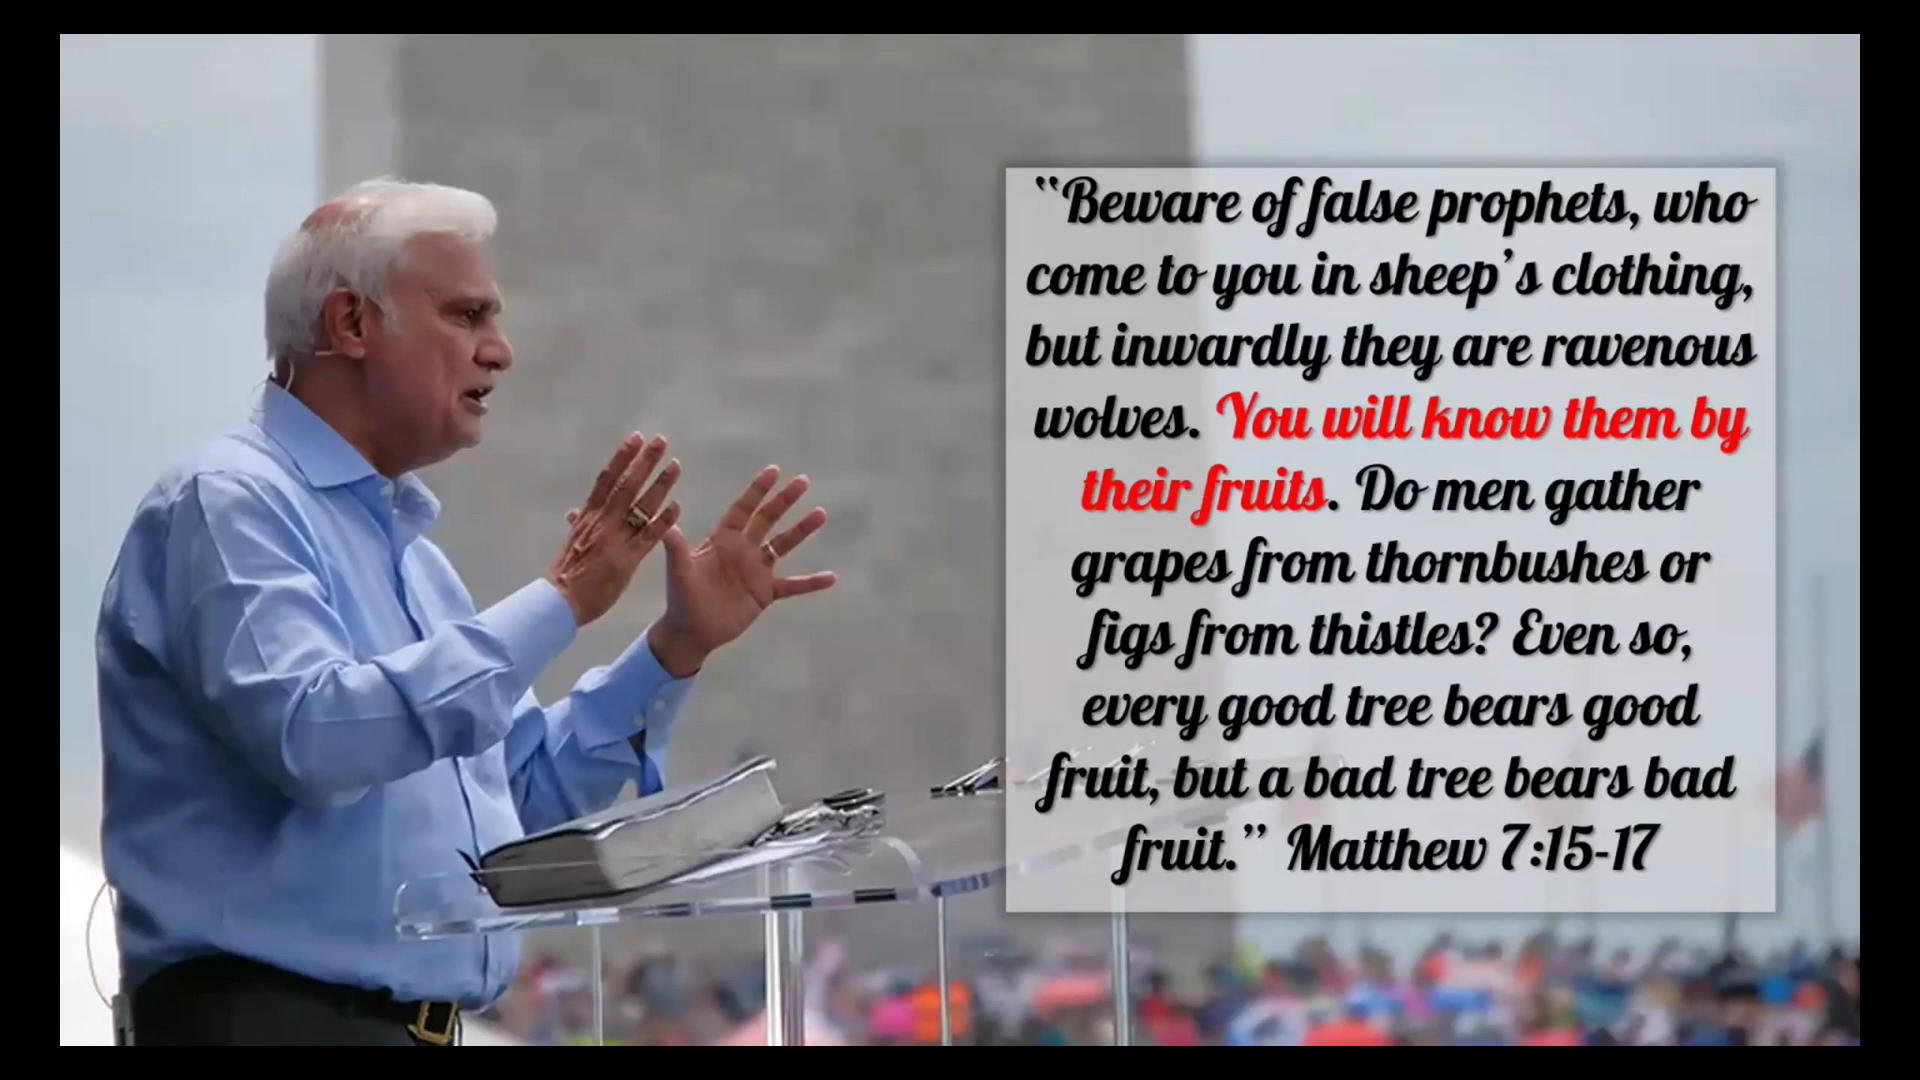 “Beware of false prophets, who
come to you in sheep’s clothing,
but inwardly they are ravenous
wolves. You will know them by
their fruits. Do men gather
grapes from thornbushes or
figs from thistles? Even so,
every good tree bears good
fruit, but a bad tree bears bad
fruit.” Matthew 7:15-17